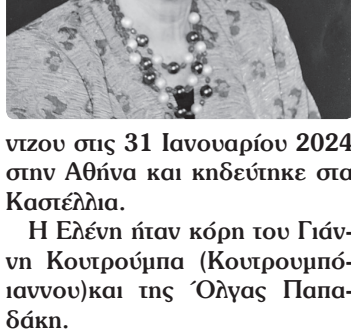 ντζου στις 31 Ιανουαρίου 2024
στην Αθήνα και κηδεύτηκε στα
Καστέλλια.
Η Ελένη ήταν κόρη του Γιάν-
νη Κουτρούμπα (Κουτρουμπό-
ιαννου)και της Όλγας Παπα-
δάκη.